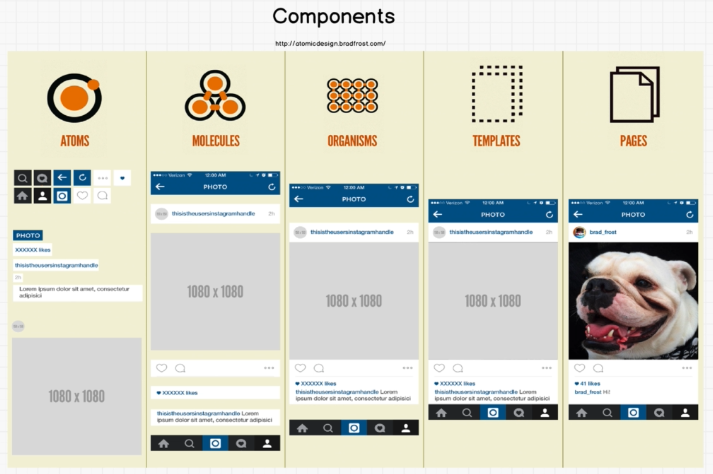 Components
http://atomicdesign.bradfrost.com/
ATOMS
MOLECULES
ORGANISMS
TEMPLATES
PAGES
PHOTO
XXXXXX likes
thisistheusersinstagramhandle
2h
Lorem ipsum dolor sit amet, consectetur
adipisci
1080 x 1080
Verizon 12:00 AM
PHOTO
thisistheusersinstagramhandle 2h
1080 x 1080
XXXXXX likes
thisistheusersinstagramhandle Lorem
ipsum dolor sit amet, consectetur adipisci
Verizon 12:00 AM
PHOTO
thisistheusersinstagramhandle 2h
1080 x 1080
XXXXXX likes
thisistheusersinstagramhandle Lorem
ipsum dolor sit amet, consectetur adipisci
Verizon 12:00 AM
PHOTO
thisistheusersinstagramhandle 2h
1080 x 1080
XXXXXX likes
thisistheusersinstagramhandle Lorem
ipsum dolor sit amet, consectetur adipisci
Verizon 12:00 AM
PHOTO
brad_frost 2h
41 likes
brad_frost Hi!